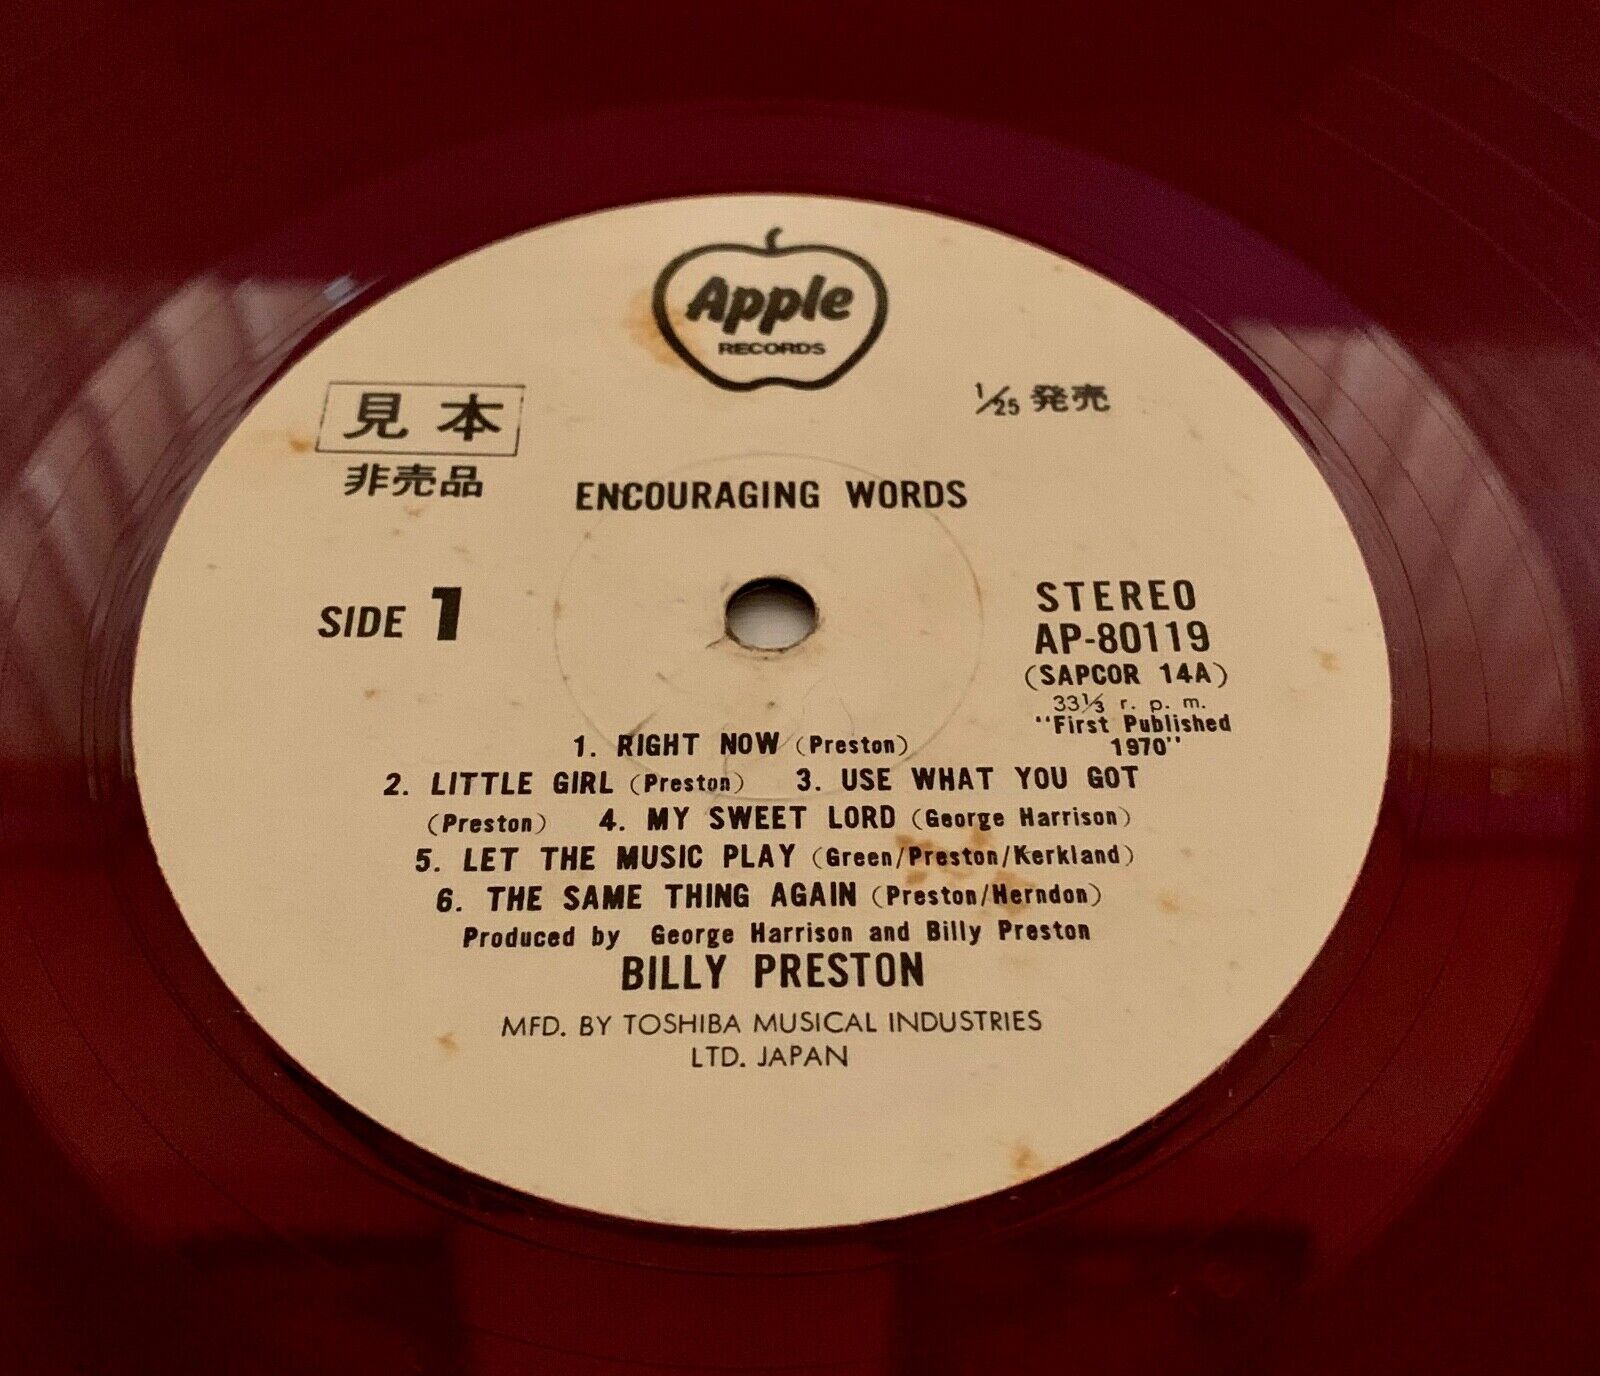 Apple
RECORDS
見本
非売品
1/25 発売
ENCOURAGING WORDS
SIDE 1
STEREO
AP-80119
(SAPCOR 14A)
33⅓ r. p. m.
"First Published
1970"
1. RIGHT NOW (Preston)
2. LITTLE GIRL (Preston) 3. USE WHAT YOU GOT
(Preston) 4. MY SWEET LORD (George Harrison)
5. LET THE MUSIC PLAY (Green/Preston/Kerkland)
6. THE SAME THING AGAIN (Preston/Herndon)
Produced by George Harrison and Billy Preston
BILLY PRESTON
MFD. BY TOSHIBA MUSICAL INDUSTRIES
LTD. JAPAN